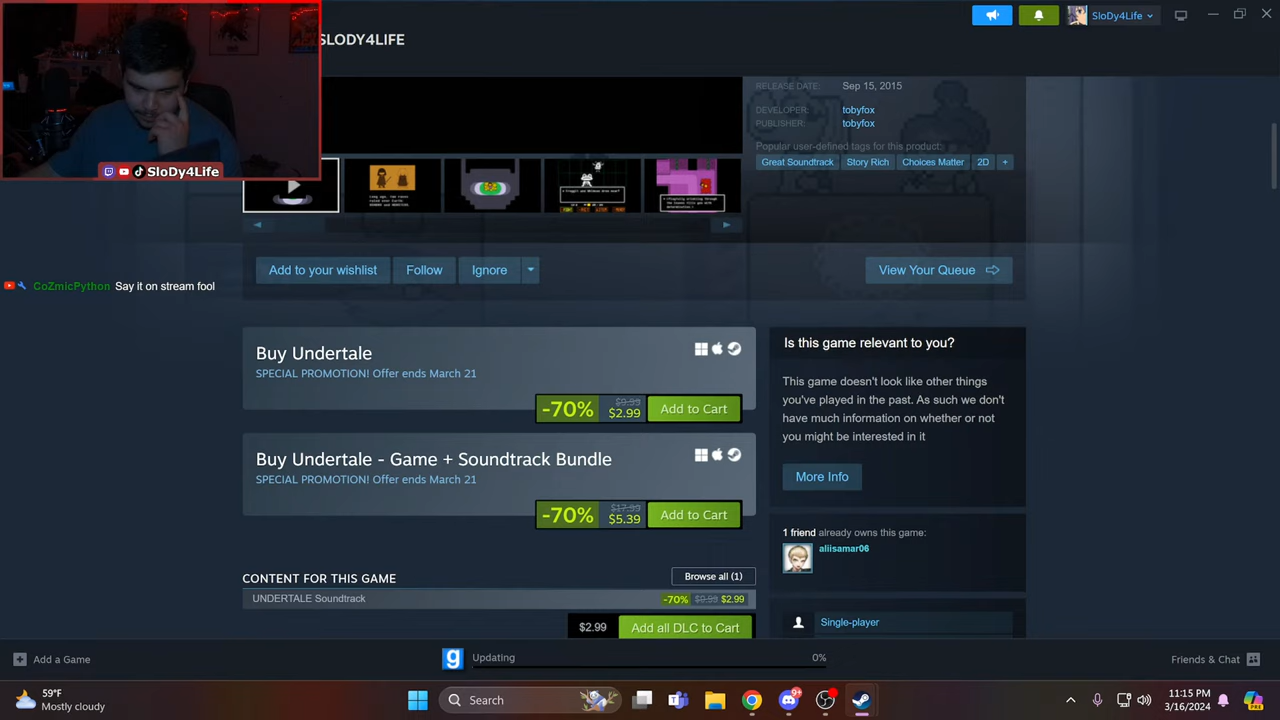 SLODY4LIFE
SloDy4Life
RELEASE DATE: Sep 15, 2015
DEVELOPER: tobyfox
PUBLISHER: tobyfox
Popular user-defined tags for this product:
Great Soundtrack Story Rich Choices Matter 2D +
SloDy4Life
Add to your wishlist Follow Ignore View Your Queue
CoZmicPython Say it on stream fool
Buy Undertale
SPECIAL PROMOTION! Offer ends March 21
-70% $9.99 $2.99 Add to Cart
Is this game relevant to you?
This game doesn't look like other things
you've played in the past. As such we don't
have much information on whether or not
you might be interested in it
More Info
Buy Undertale - Game + Soundtrack Bundle
SPECIAL PROMOTION! Offer ends March 21
-70% $17.99 $5.39 Add to Cart
1 friend already owns this game:
aliisamar06
CONTENT FOR THIS GAME Browse all (1)
UNDERTALE Soundtrack -70% $9.99 $2.99
$2.99 Add all DLC to Cart
Single-player
Add a Game
g Updating 0%
Friends & Chat
59°F
Mostly cloudy
Search
9+
11:15 PM
3/16/2024